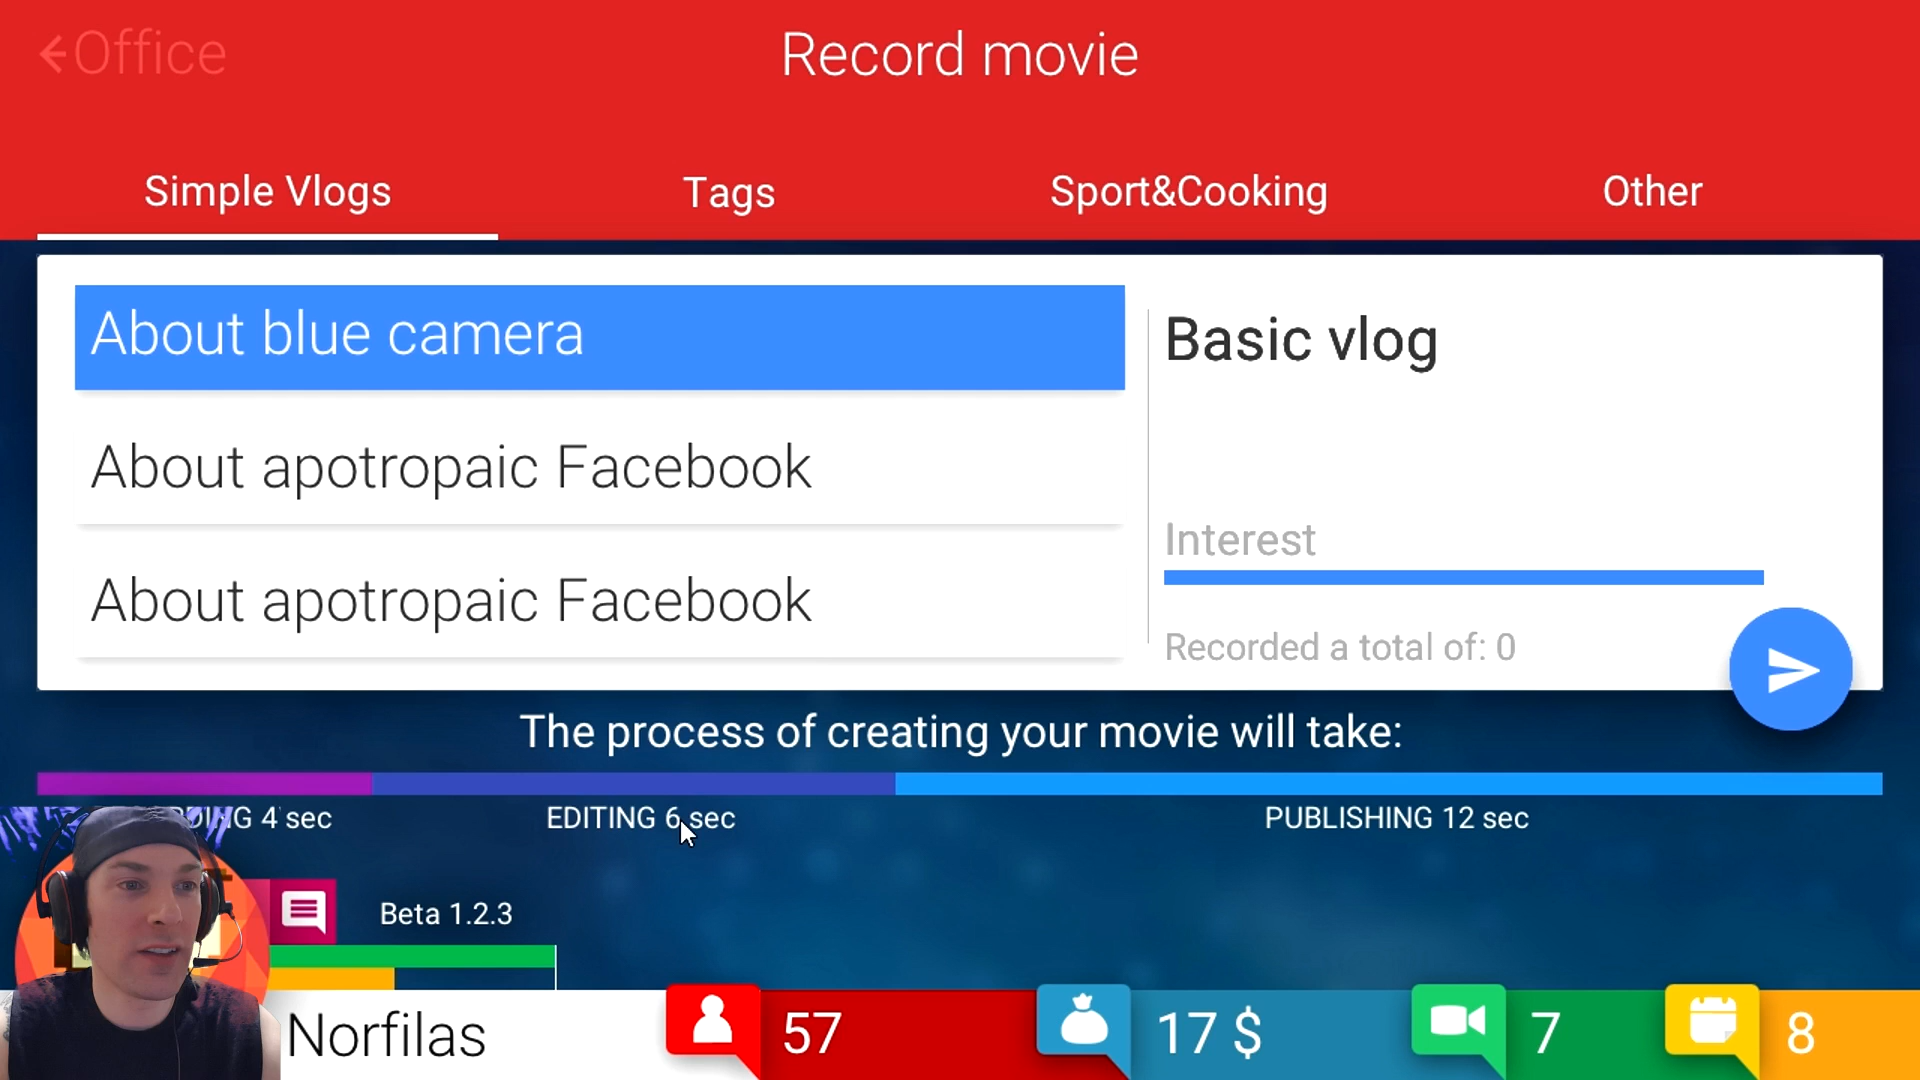 Office
Record movie
Simple Vlogs
Tags
Sport&Cooking
Other
About blue camera
About apotropaic Facebook
About apotropaic Facebook
Basic vlog
Interest
Recorded a total of: 0
The process of creating your movie will take:
4 sec
EDITING 6 sec
PUBLISHING 12 sec
Beta 1.2.3
Norfilas
57
17 $
7
8